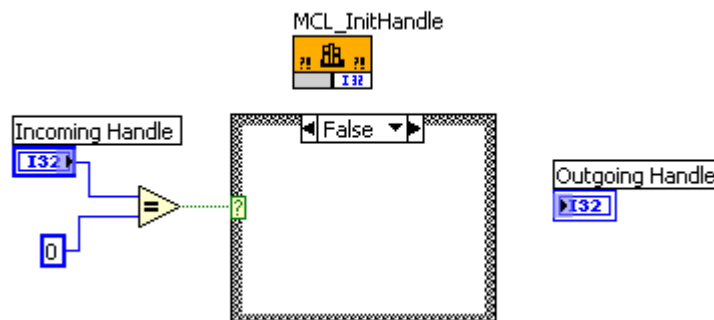 MCL_InitHandle
?! ?!
I32
Incoming Handle
I32
=
0
?
False
Outgoing Handle
I32